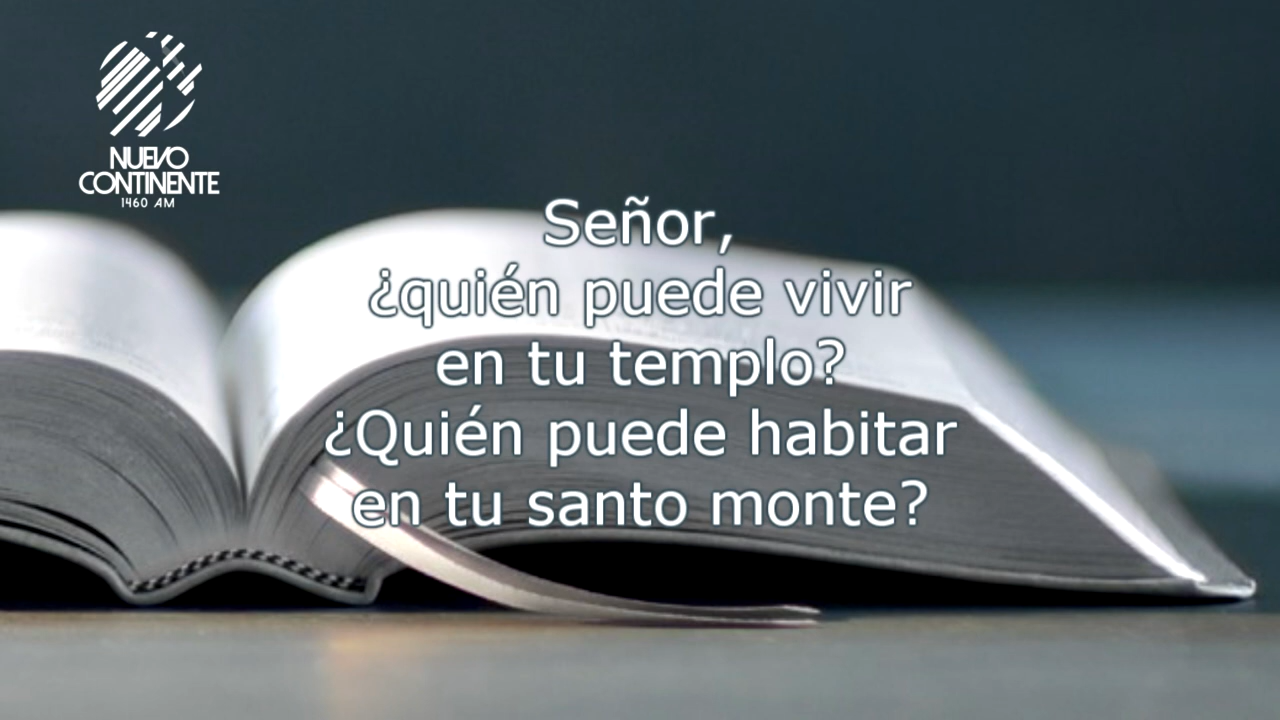 NUEVO
CONTINENTE
1460 AM
Señor,
¿quién puede vivir
en tu templo?
¿Quién puede habitar
en tu santo monte?